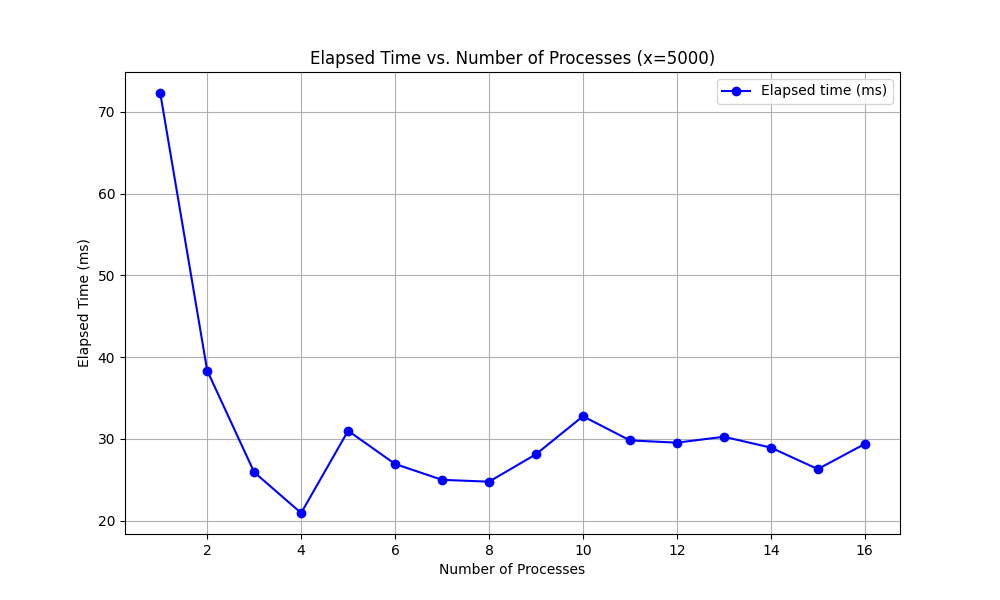 Elapsed Time vs. Number of Processes (x=5000)
Elapsed time (ms)
Elapsed Time (ms)
70
60
50
40
30
20
2 4 6 8 10 12 14 16
Number of Processes